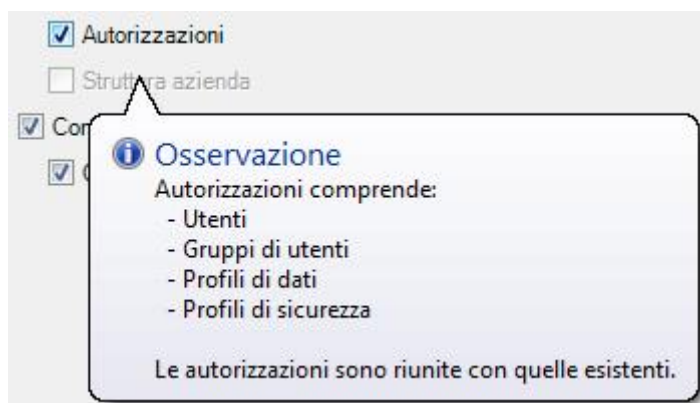 Autorizzazioni
Struttura azienda
Osservazione
Autorizzazioni comprende:
- Utenti
- Gruppi di utenti
- Profili di dati
- Profili di sicurezza
Le autorizzazioni sono riunite con quelle esistenti.